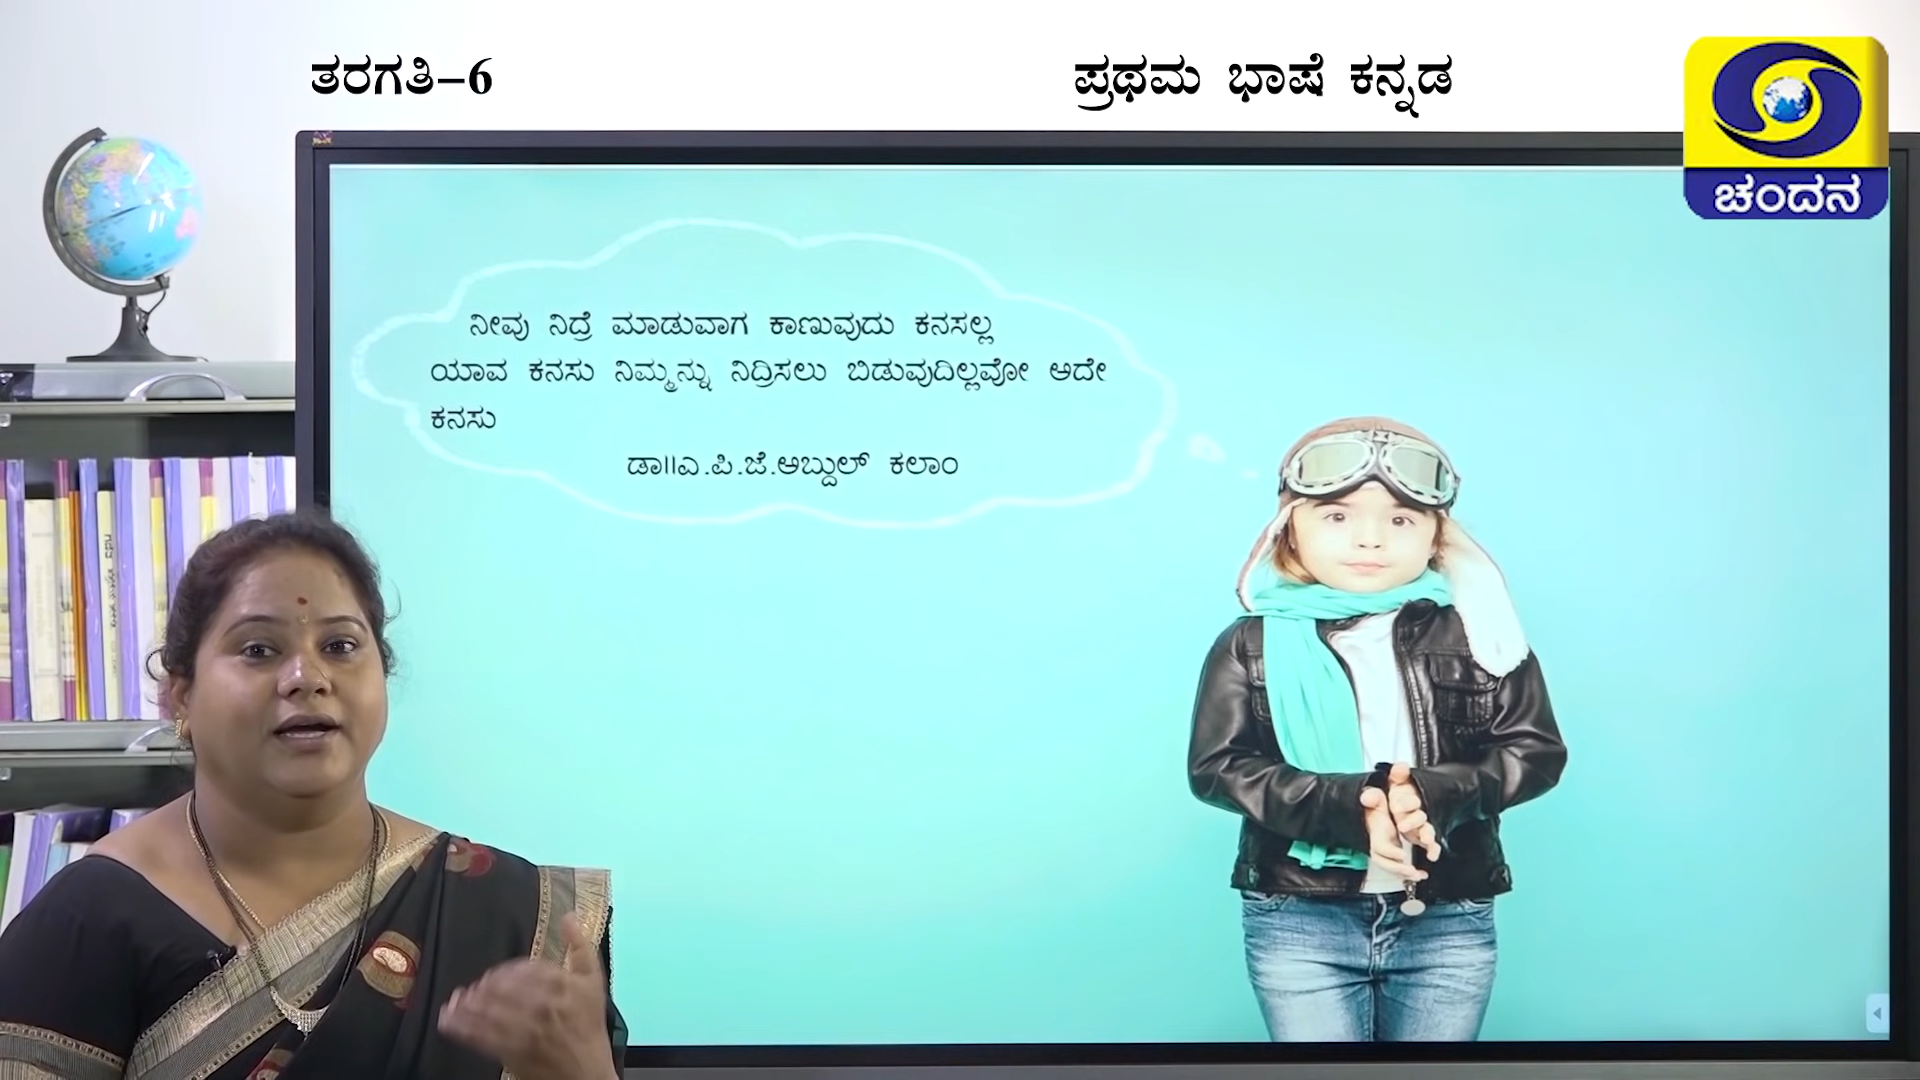 ತರಗತಿ–6
ಪ್ರಥಮ ಭಾಷೆ ಕನ್ನಡ
ಚಂದನ
ನೀವು ನಿದ್ರೆ ಮಾಡುವಾಗ ಕಾಣುವುದು ಕನಸಲ್ಲ
ಯಾವ ಕನಸು ನಿಮ್ಮನ್ನು ನಿದ್ರಿಸಲು ಬಿಡುವುದಿಲ್ಲವೋ ಅದೇ
ಕನಸು
ಡಾ||ಎ.ಪಿ.ಜೆ.ಅಬ್ದುಲ್ ಕಲಾಂ